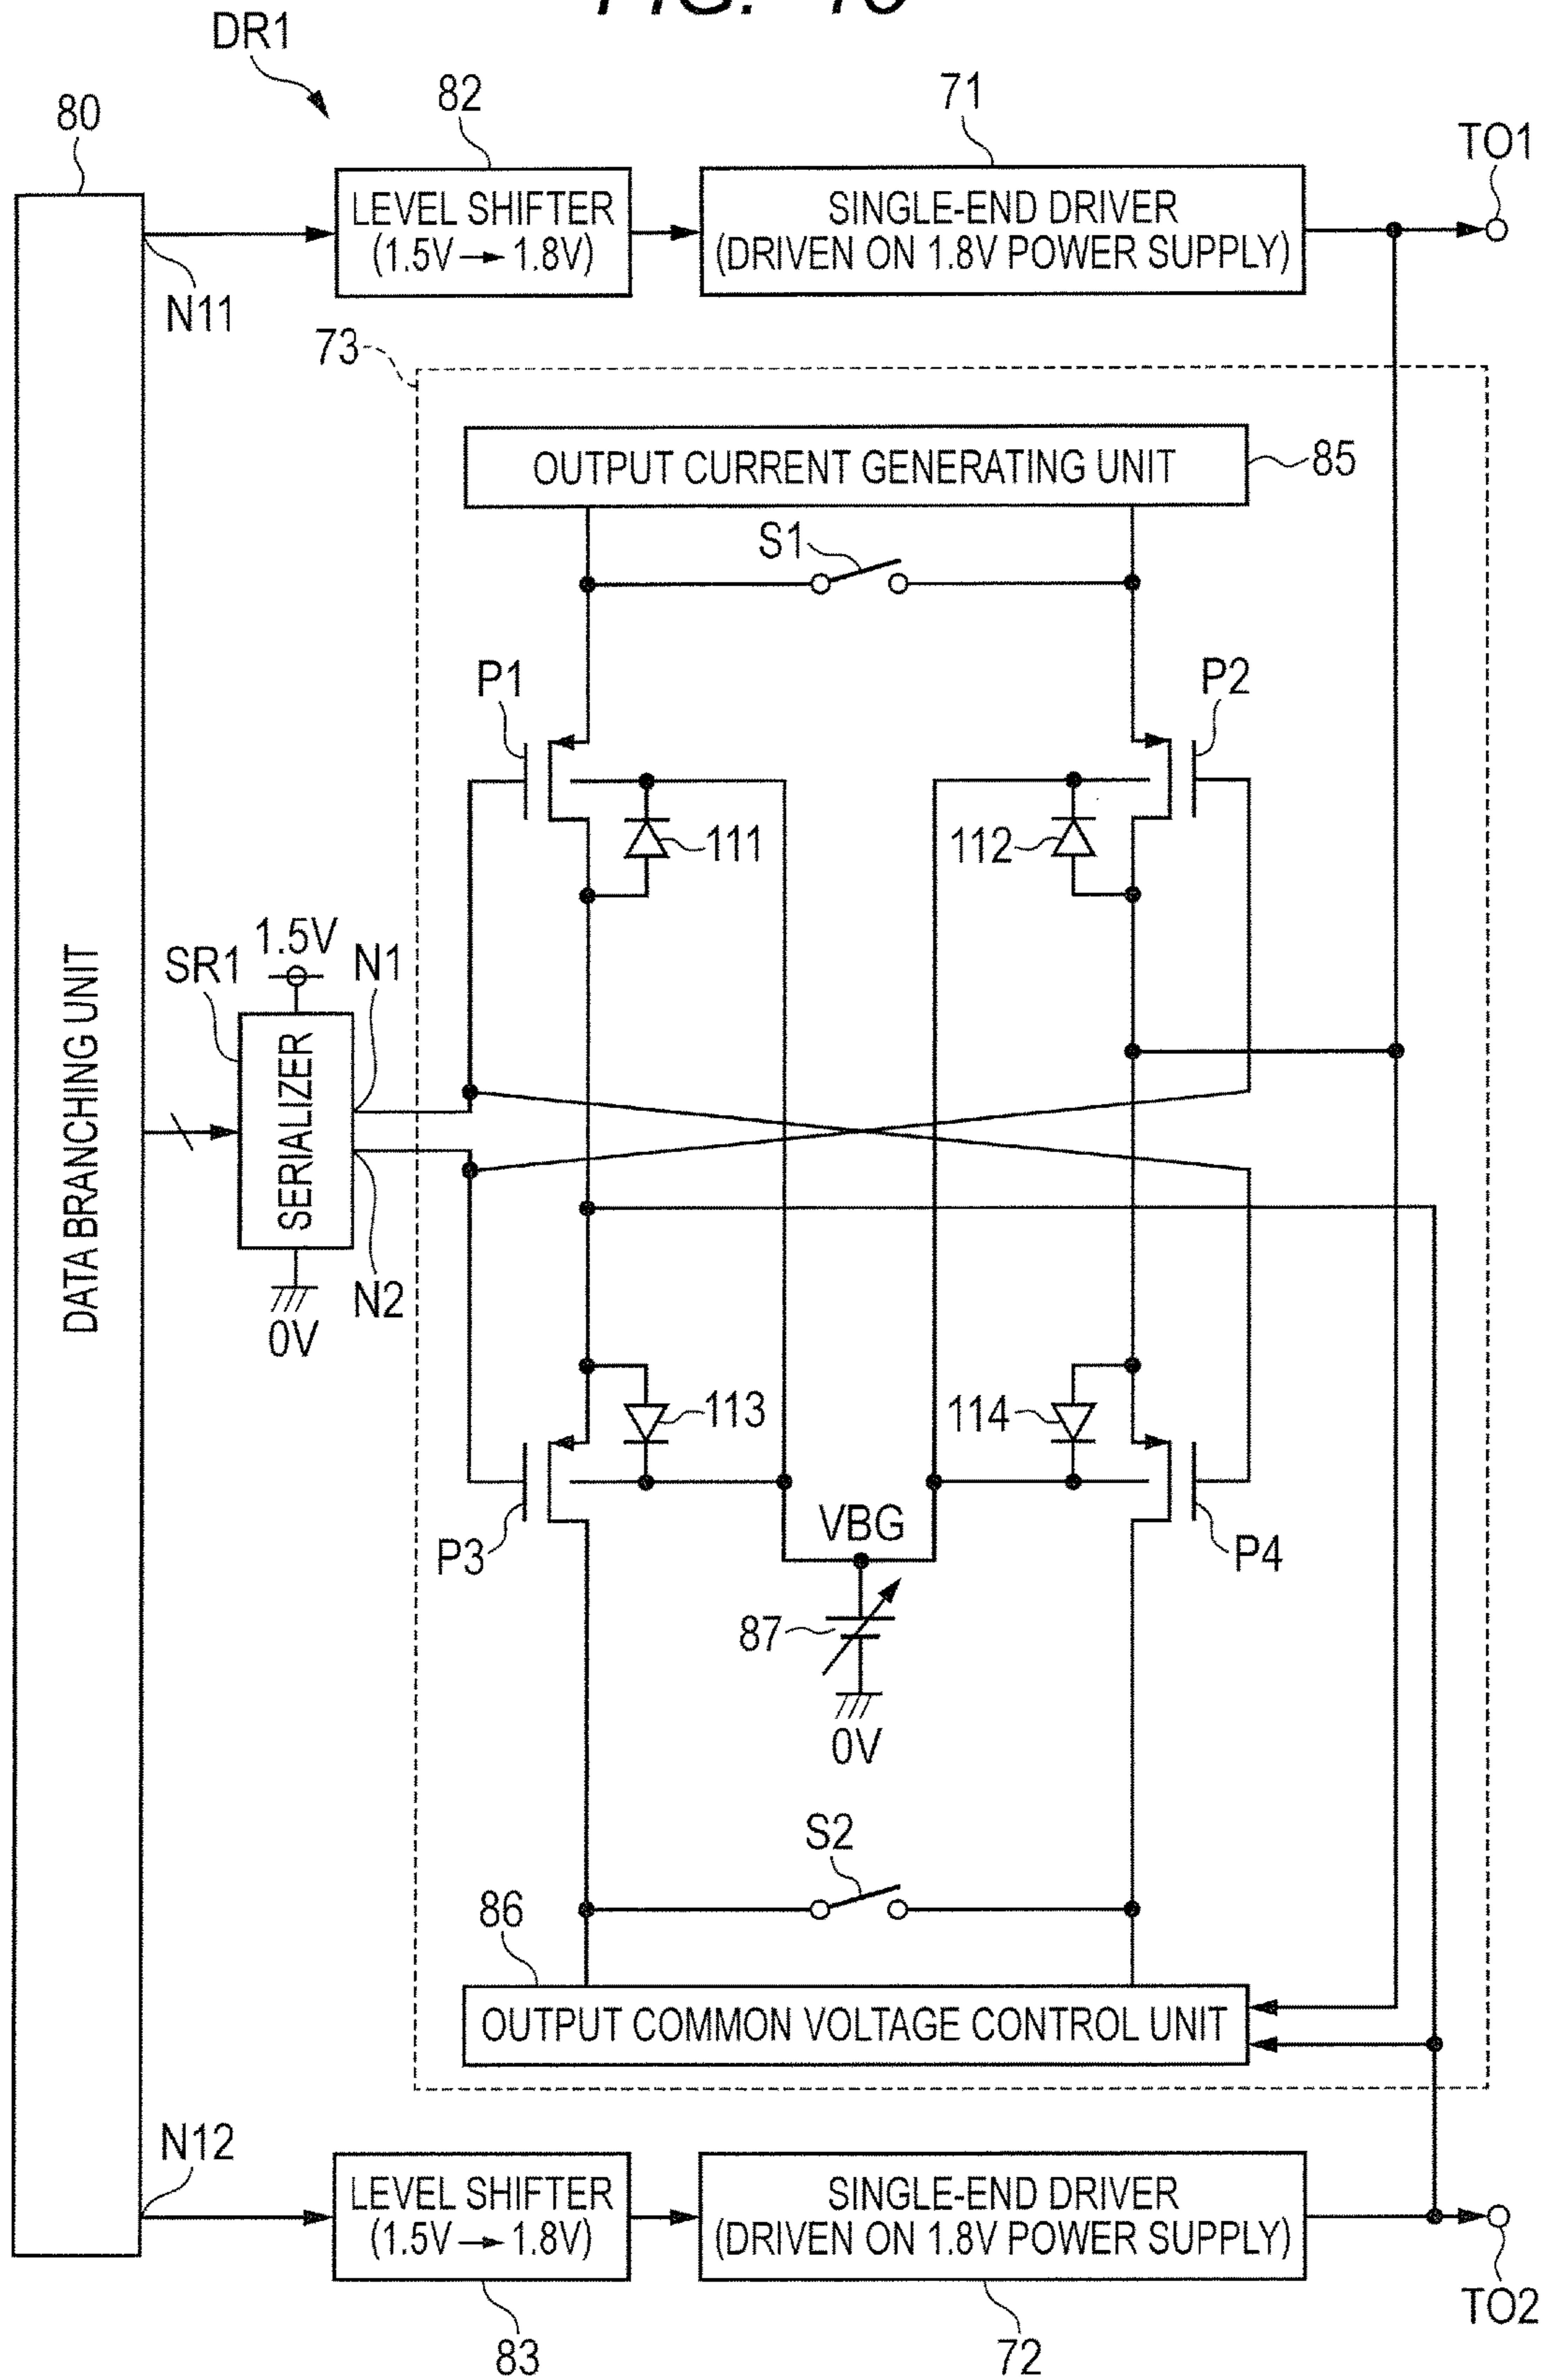 DR1
80
82
71
TO1
LEVEL SHIFTER
(1.5V → 1.8V)
SINGLE-END DRIVER
(DRIVEN ON 1.8V POWER SUPPLY)
N11
73
OUTPUT CURRENT GENERATING UNIT
85
S1
P1
P2
111
112
DATA BRANCHING UNIT
SR1
1.5V
N1
SERIALIZER
N2
0V
113
114
P3
VBG
P4
87
0V
S2
86
OUTPUT COMMON VOLTAGE CONTROL UNIT
N12
LEVEL SHIFTER
(1.5V → 1.8V)
SINGLE-END DRIVER
(DRIVEN ON 1.8V POWER SUPPLY)
83
72
TO2